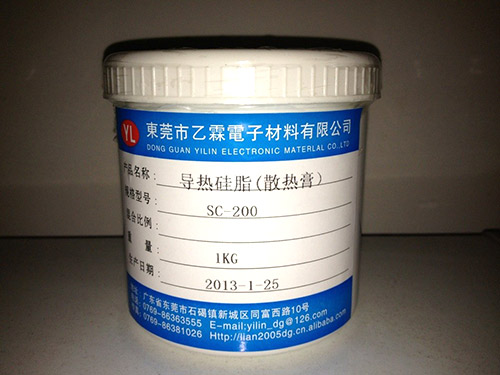 YL
東莞市乙霖電子材料有限公司
DONG GUAN YILIN ELECTRONIC MATERLAL CO.,LTD
产品名称: 导热硅脂(散热膏)
规格型号: SC-200
混合比例:
重 量: 1KG
生产日期: 2013-1-25
地址: 广东省东莞市石碣镇新城区同富西路10号
0769-86363555 E-mail:yilin_dg@126.com
0769-86381026 Http://jian2005dg.cn.alibaba.com